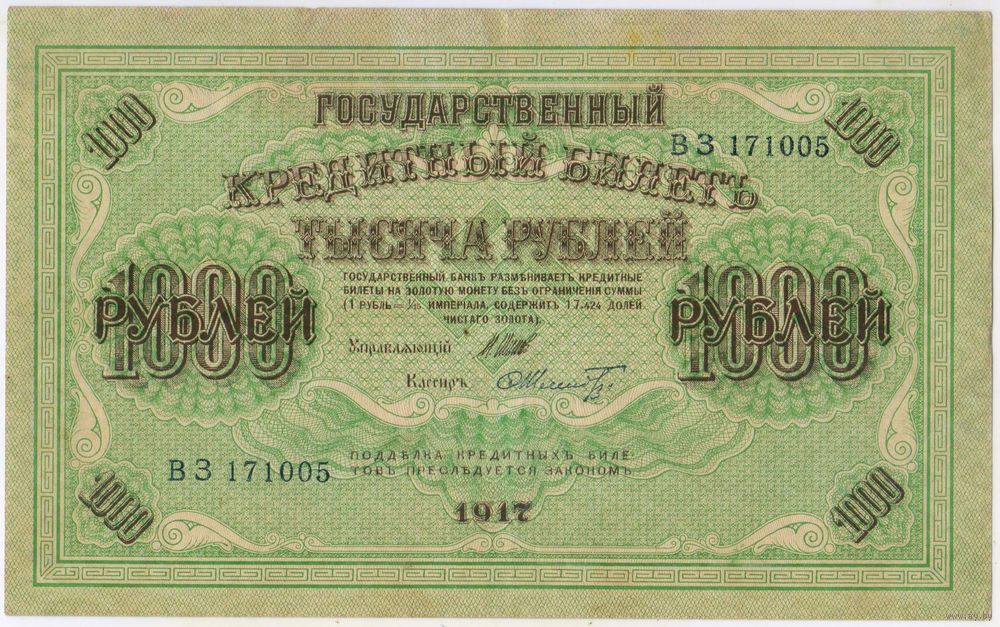 1000
1000
ГОСУДАРСТВЕННЫЙ
ВЗ 171005
КРЕДИТНЫЙ БИЛЕТЪ
ТЫСЯЧА РУБЛЕЙ
ГОСУДАРСТВЕННЫЙ БАНКЪ РАЗМѢНИВАЕТЪ КРЕДИТНЫЕ
БИЛЕТЫ НА ЗОЛОТУЮ МОНЕТУ БЕЗЪ ОГРАНИЧЕНІЯ СУММЫ
(1 РУБЛЬ = 1/15 ИМПЕРІАЛА, СОДЕРЖИТЪ 17.424 ДОЛЕЙ
ЧИСТАГО ЗОЛОТА).
1000 РУБЛЕЙ
1000 РУБЛЕЙ
Управляющій
Кассиръ
ВЗ 171005
ПОДДѢЛКА КРЕДИТНЫХЪ БИЛЕ-
ТОВЪ ПРЕСЛѢДУЕТСЯ ЗАКОНОМЪ
1917
1000
1000